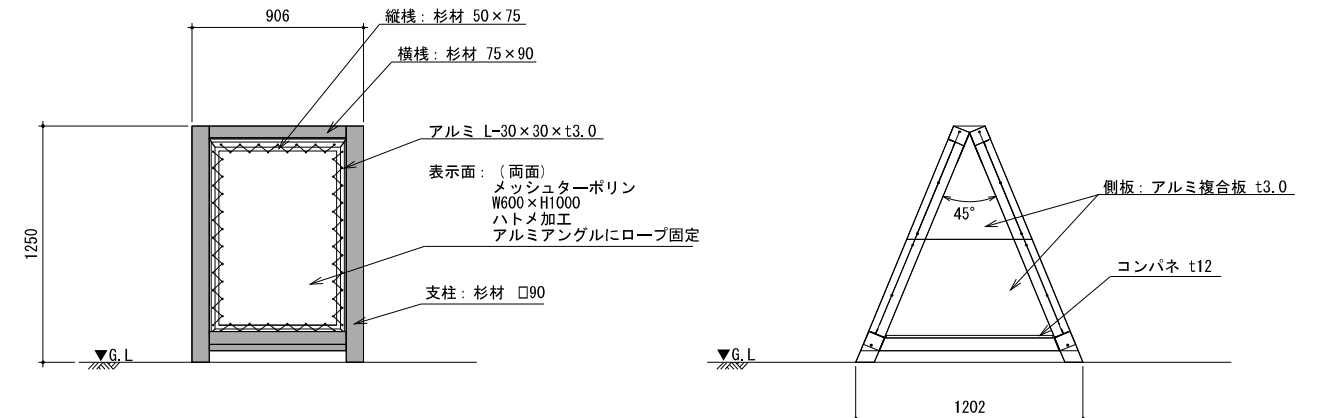 906
縦桟：杉材 50×75
横桟：杉材 75×90
アルミ L-30×30×t3.0
表示面：（両面）
メッシュターポリン
W600×H1000
ハトメ加工
アルミアングルにロープ固定
支柱：杉材 □90
1250
▼G.L
側板：アルミ複合板 t3.0
45°
コンパネ t12
▼G.L
1202